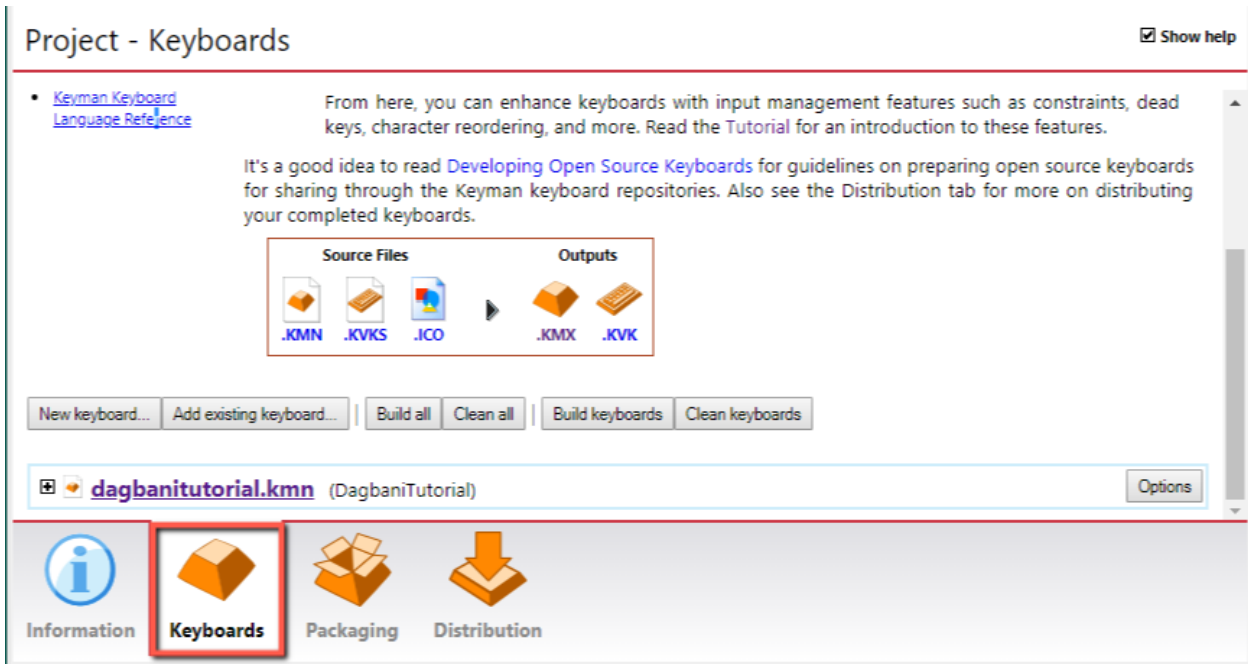 Project - Keyboards
Show help
Keyman Keyboard
Language Reference
From here, you can enhance keyboards with input management features such as constraints, dead
keys, character reordering, and more. Read the Tutorial for an introduction to these features.
It's a good idea to read Developing Open Source Keyboards for guidelines on preparing open source keyboards
for sharing through the Keyman keyboard repositories. Also see the Distribution tab for more on distributing
your completed keyboards.
Source Files Outputs
.KMN .KVKS .ICO .KMX .KVK
New keyboard... Add existing keyboard... Build all Clean all Build keyboards Clean keyboards
dagbanitutorial.kmn (DagbaniTutorial) Options
Information Keyboards Packaging Distribution